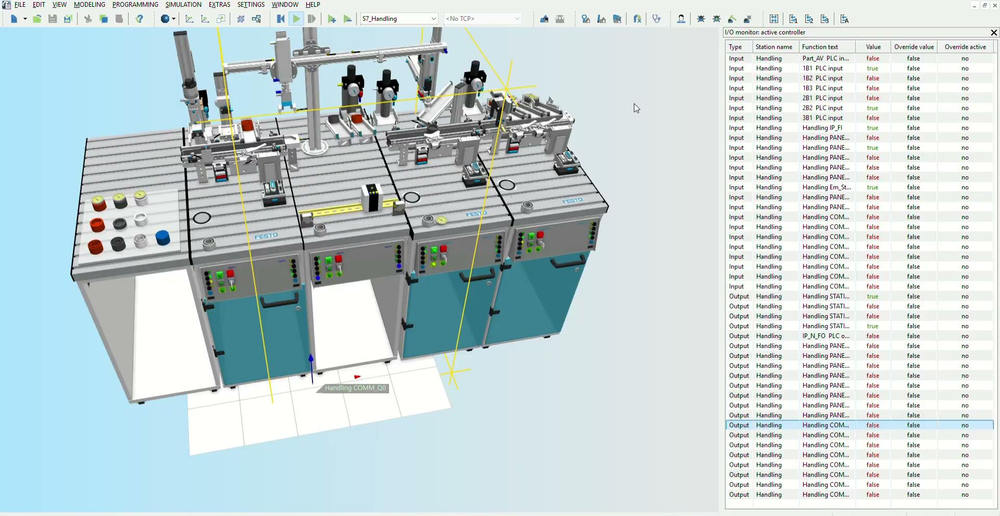 FILE EDIT VIEW MODELING PROGRAMMING SIMULATION EXTRAS SETTINGS WINDOW HELP
S7_Handling <No TCP>
I/O monitor: active controller
Type Station name Function text Value Override value Override active
Input Handling Part_AV PLC in... false false no
Input Handling 1B1 PLC input true false no
Input Handling 1B2 PLC input false false no
Input Handling 1B3 PLC input false false no
Input Handling 2B1 PLC input false false no
Input Handling 2B2 PLC input true false no
Input Handling 3B1 PLC input false false no
Input Handling Handling IP_FI true false no
Input Handling Handling PANE... false false no
Input Handling Handling PANE... true false no
Input Handling Handling PANE... false false no
Input Handling Handling PANE... false false no
Input Handling Handling PANE... false false no
Input Handling Handling Em_St... true false no
Input Handling Handling PANE... false false no
Input Handling Handling PANE... false false no
Input Handling Handling COM... false false no
Input Handling Handling COM... false false no
Input Handling Handling COM... false false no
Input Handling Handling COM... false false no
Input Handling Handling COM... false false no
Input Handling Handling COM... false false no
Input Handling Handling COM... false false no
Input Handling Handling COM... false false no
Output Handling Handling STATI... true false no
Output Handling Handling STATI... false false no
Output Handling Handling STATI... false false no
Output Handling Handling STATI... true false no
Output Handling IP_N_FO PLC o... false false no
Output Handling Handling PANE... false false no
Output Handling Handling PANE... false false no
Output Handling Handling PANE... false false no
Output Handling Handling PANE... false false no
Output Handling Handling PANE... false false no
Output Handling Handling PANE... false false no
Output Handling Handling PANE... false false no
Output Handling Handling PANE... false false no
Output Handling Handling COM... false false no
Output Handling Handling COM... false false no
Output Handling Handling COM... false false no
Output Handling Handling COM... false false no
Output Handling Handling COM... false false no
Output Handling Handling COM... false false no
Output Handling Handling COM... false false no
Output Handling Handling COM... false false no
FESTO
FESTO
FESTO
Handling COMM_Q0